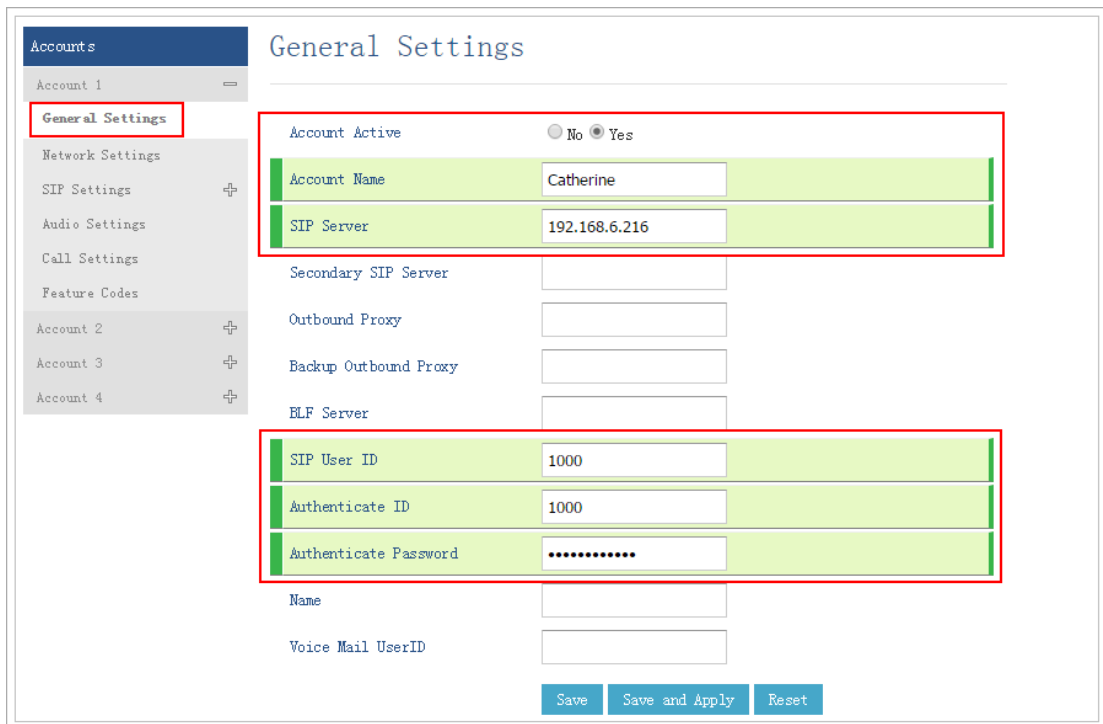 Accounts
Account 1
General Settings
Network Settings
SIP Settings
Audio Settings
Call Settings
Feature Codes
Account 2
Account 3
Account 4
General Settings
Account Active No Yes
Account Name Catherine
SIP Server 192.168.6.216
Secondary SIP Server
Outbound Proxy
Backup Outbound Proxy
BLF Server
SIP User ID 1000
Authenticate ID 1000
Authenticate Password ••••••••••••
Name
Voice Mail UserID
Save Save and Apply Reset